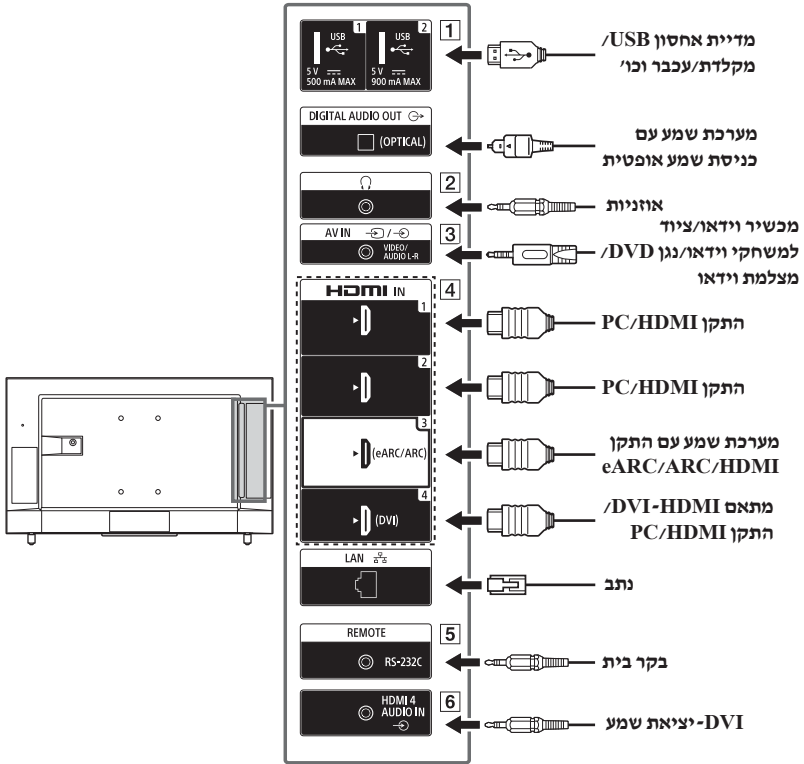 1 2 1
USB USB
5 V 5 V
500 mA MAX 900 mA MAX
מדיית אחסון USB/
מקלדת/עכבר וכו'
DIGITAL AUDIO OUT
(OPTICAL)
מערכת שמע עם
כניסת שמע אופטית
2
אוזניות
AV IN /
3
VIDEO/
AUDIO L-R
מכשיר וידאו/ציוד
למשחקי וידאו/נגן DVD/
מצלמת וידאו
HDMI IN
4
1
התקן PC/HDMI
2
התקן PC/HDMI
3
(eARC/ARC)
מערכת שמע עם התקן
eARC/ARC/HDMI
4
(DVI)
מתאם DVI-HDMI/
התקן PC/HDMI
LAN
נתב
REMOTE
5
RS-232C
בקר בית
HDMI 4
AUDIO IN
6
DVI-יציאת שמע